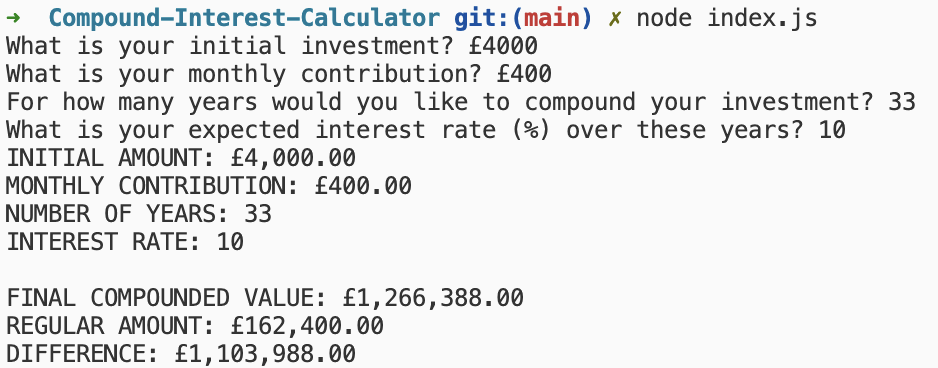 ➜ Compound-Interest-Calculator git:(main) ✗ node index.js
What is your initial investment? £4000
What is your monthly contribution? £400
For how many years would you like to compound your investment? 33
What is your expected interest rate (%) over these years? 10
INITIAL AMOUNT: £4,000.00
MONTHLY CONTRIBUTION: £400.00
NUMBER OF YEARS: 33
INTEREST RATE: 10
FINAL COMPOUNDED VALUE: £1,266,388.00
REGULAR AMOUNT: £162,400.00
DIFFERENCE: £1,103,988.00